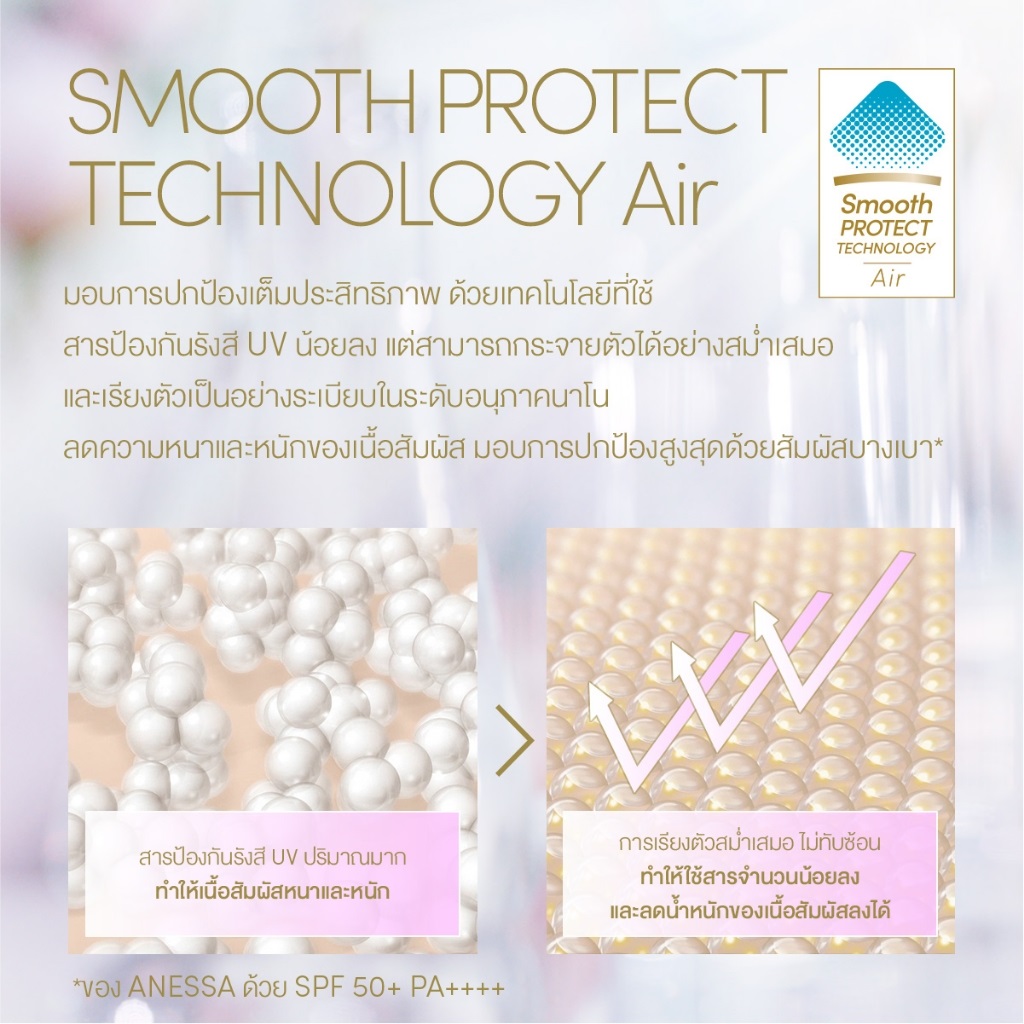 SMOOTH PROTECT
TECHNOLOGY Air
Smooth
PROTECT
TECHNOLOGY
Air
มอบการปกป้องเต็มประสิทธิภาพ ด้วยเทคโนโลยีที่ใช้
สารป้องกันรังสี UV น้อยลง แต่สามารถกระจายตัวได้อย่างสม่ำเสมอ
และเรียงตัวเป็นอย่างระเบียบในระดับอนุภาคนาโน
ลดความหนาและหนักของเนื้อสัมผัส มอบการปกป้องสูงสุดด้วยสัมผัสบางเบา*
สารป้องกันรังสี UV ปริมาณมาก
ทำให้เนื้อสัมผัสหนาและหนัก
การเรียงตัวสม่ำเสมอ ไม่ทับซ้อน
ทำให้ใช้สารจำนวนน้อยลง
และลดน้ำหนักของเนื้อสัมผัสลงได้
*ของ ANESSA ด้วย SPF 50+ PA++++